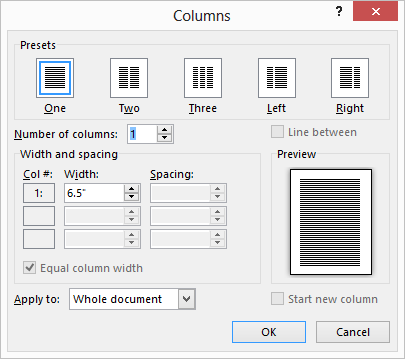 Columns
?
Presets
One Two Three Left Right
Number of columns: 1 Line between
Width and spacing Preview
Col #: Width: Spacing:
1: 6.5"
Equal column width
Apply to: Whole document Start new column
OK Cancel